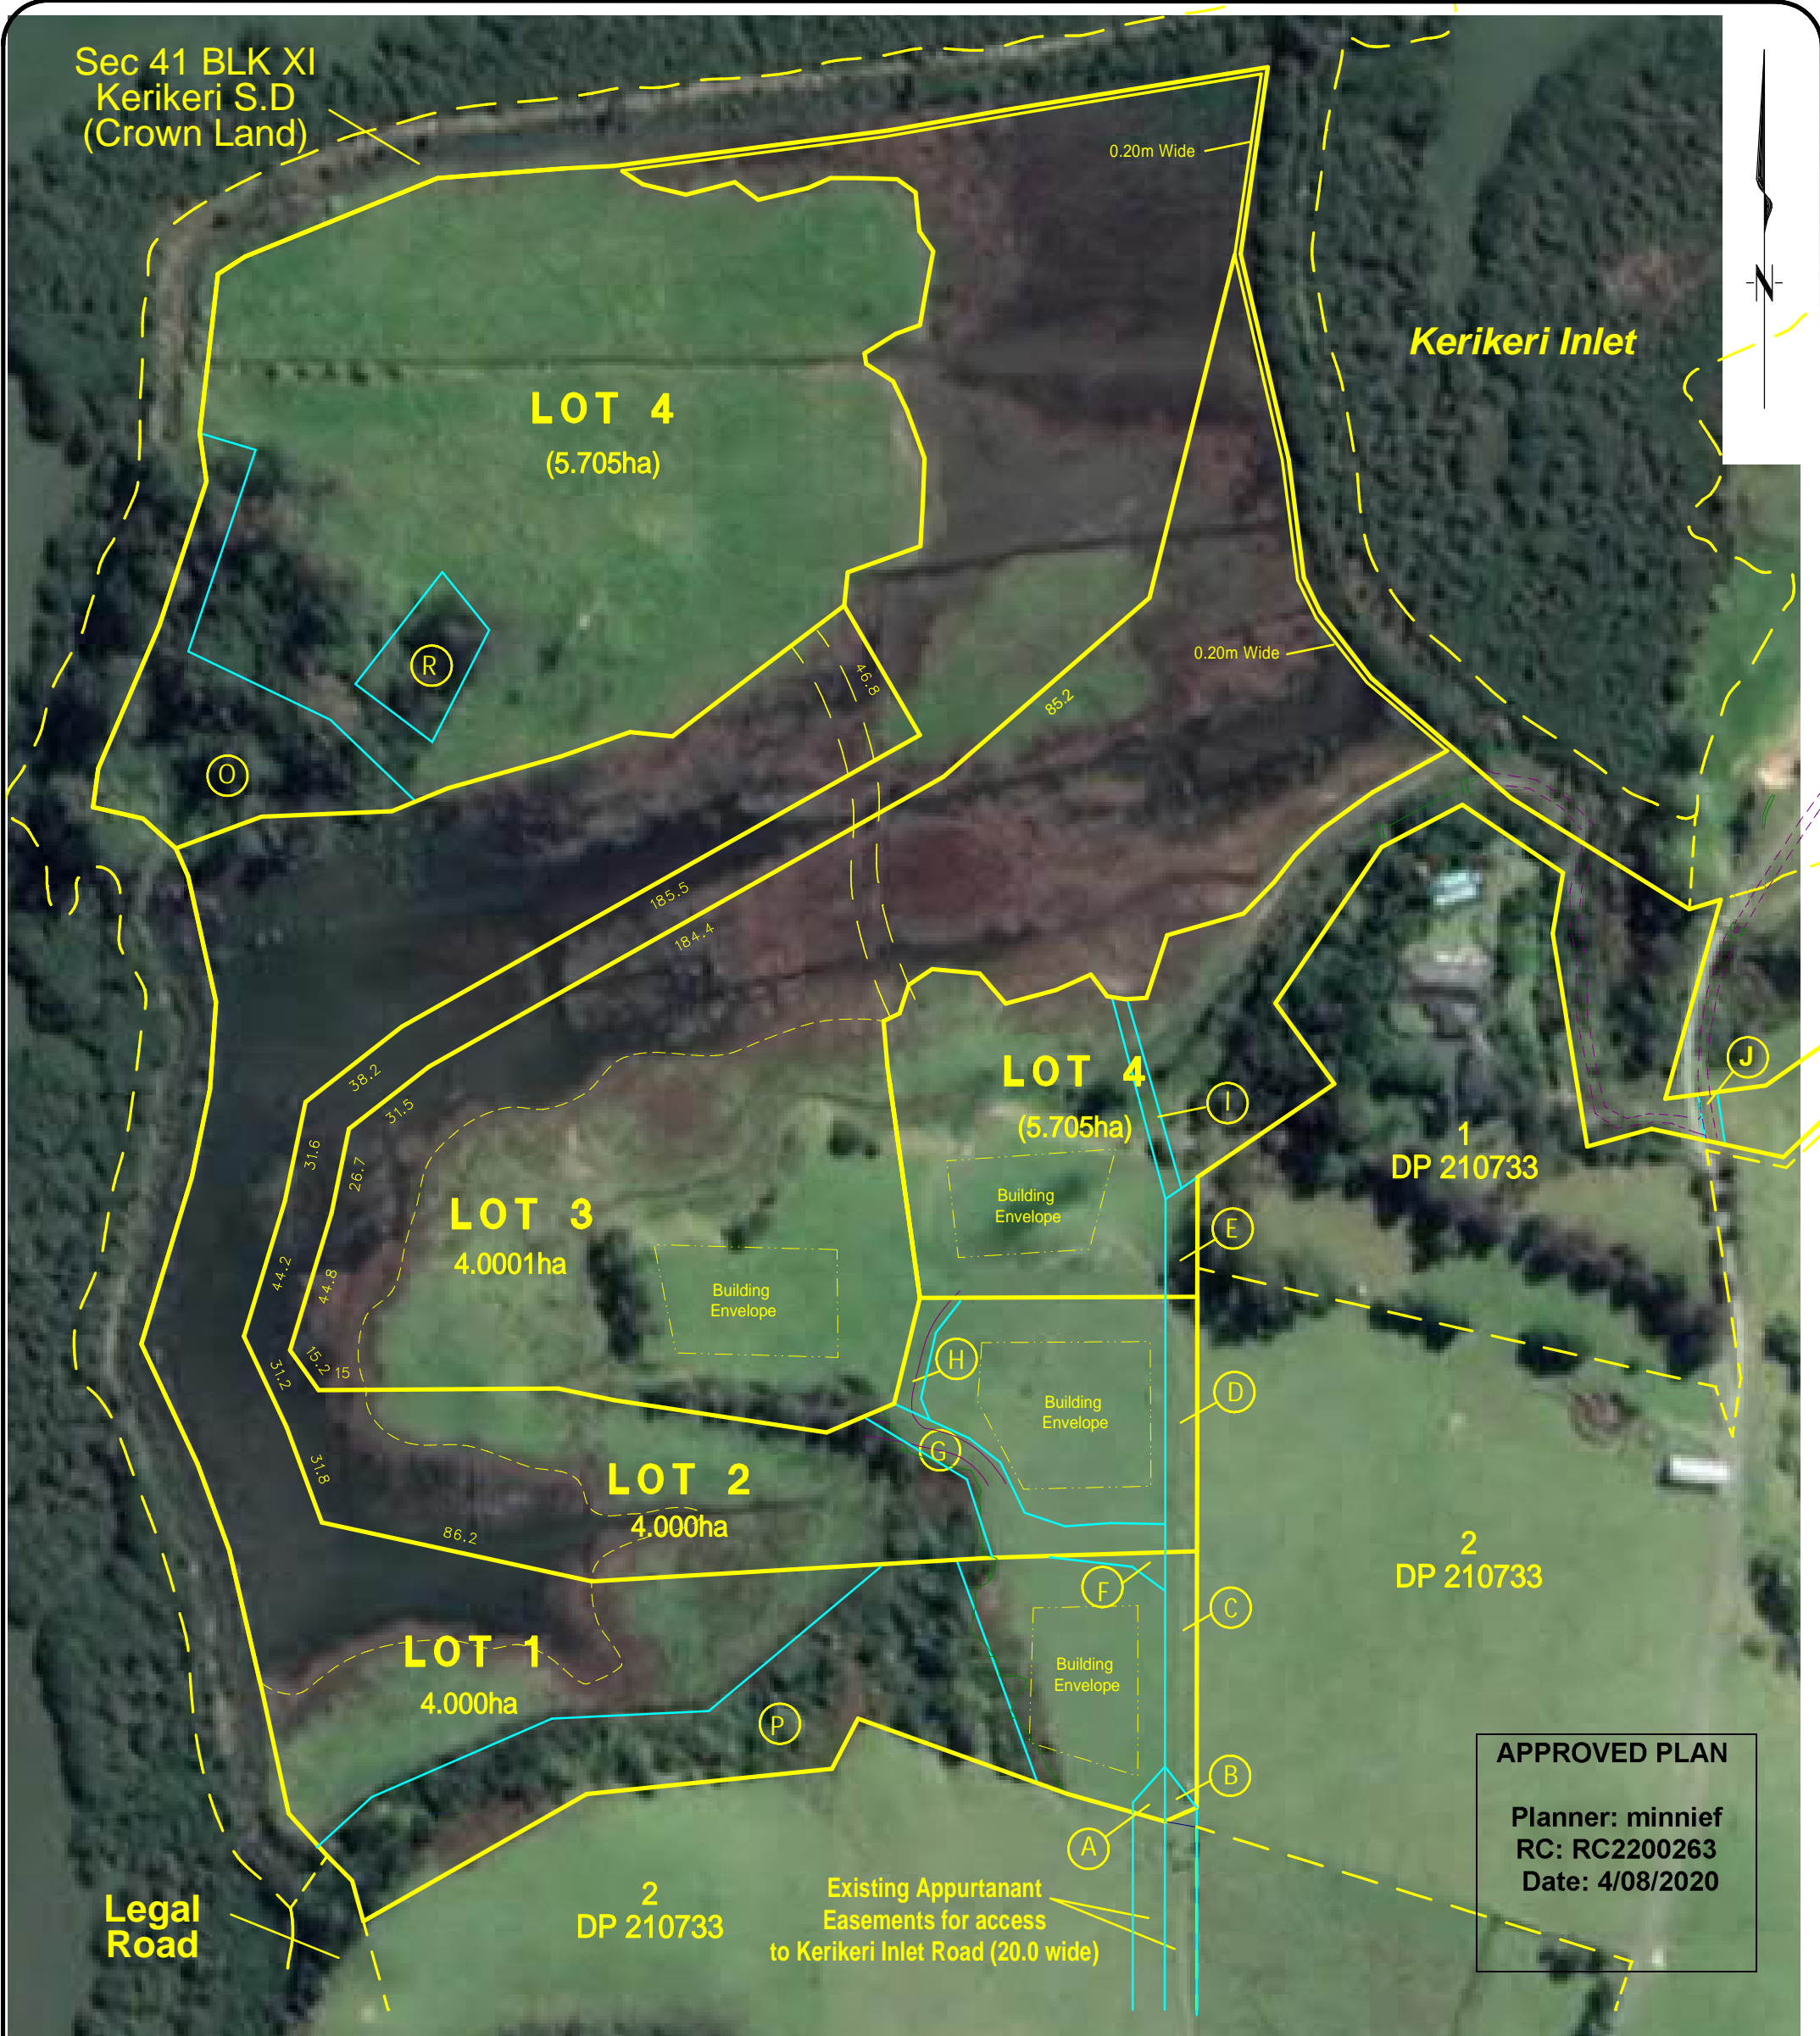 Sec 41 BLK XI
Kerikeri S.D
(Crown Land)
0.20m Wide
N
Kerikeri Inlet
LOT 4
(5.705ha)
R
O
46.8
0.20m Wide
85.2
185.5
184.4
38.2
31.5
31.6
26.7
44.2
44.8
15.2
15
31.2
31.8
86.2
LOT 4
(5.705ha)
I
J
1
DP 210733
Building
Envelope
E
LOT 3
4.0001ha
Building
Envelope
H
D
Building
Envelope
G
LOT 2
4.000ha
2
DP 210733
F
C
LOT 1
4.000ha
Building
Envelope
P
B
A
APPROVED PLAN
Planner: minnief
RC: RC2200263
Date: 4/08/2020
Legal
Road
2
DP 210733
Existing Appurtanant
Easements for access
to Kerikeri Inlet Road (20.0 wide)